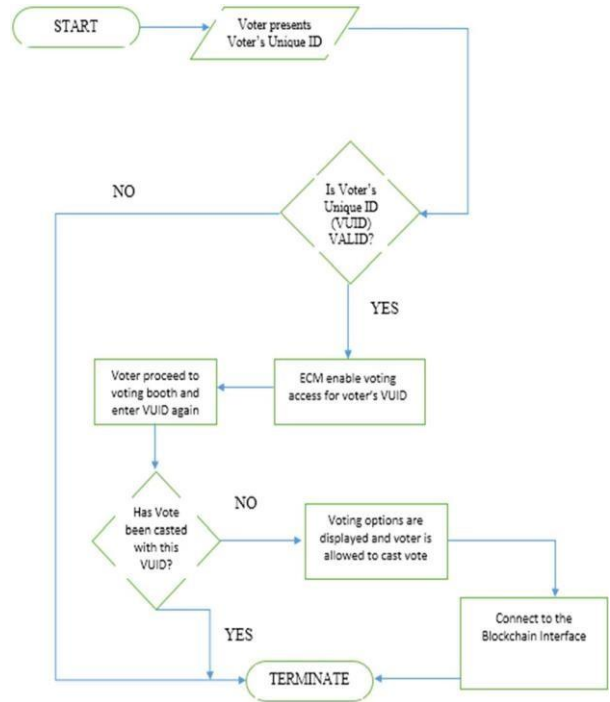 START
Voter presents
Voter's Unique ID
Is Voter's
Unique ID
(VUID)
VALID?
NO
YES
Voter proceed to
voting booth and
enter VUID again
ECM enable voting
access for voter's VUID
Has Vote
been casted
with this
VUID?
NO
Voting options are
displayed and voter is
allowed to cast vote
YES
Connect to the
Blockchain Interface
TERMINATE